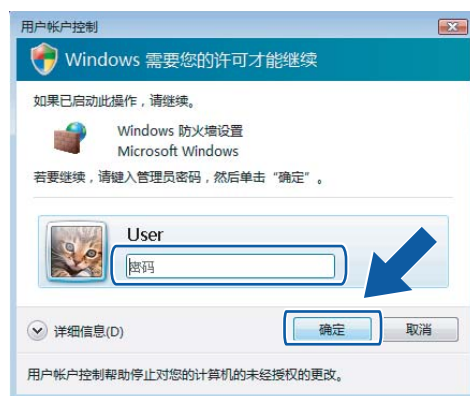 用户帐户控制
Windows 需要您的许可才能继续
如果已启动此操作，请继续。
Windows 防火墙设置
Microsoft Windows
若要继续，请键入管理员密码，然后单击“确定”。
User
密码
详细信息(D)
确定
取消
用户帐户控制帮助停止对您的计算机的未经授权的更改。